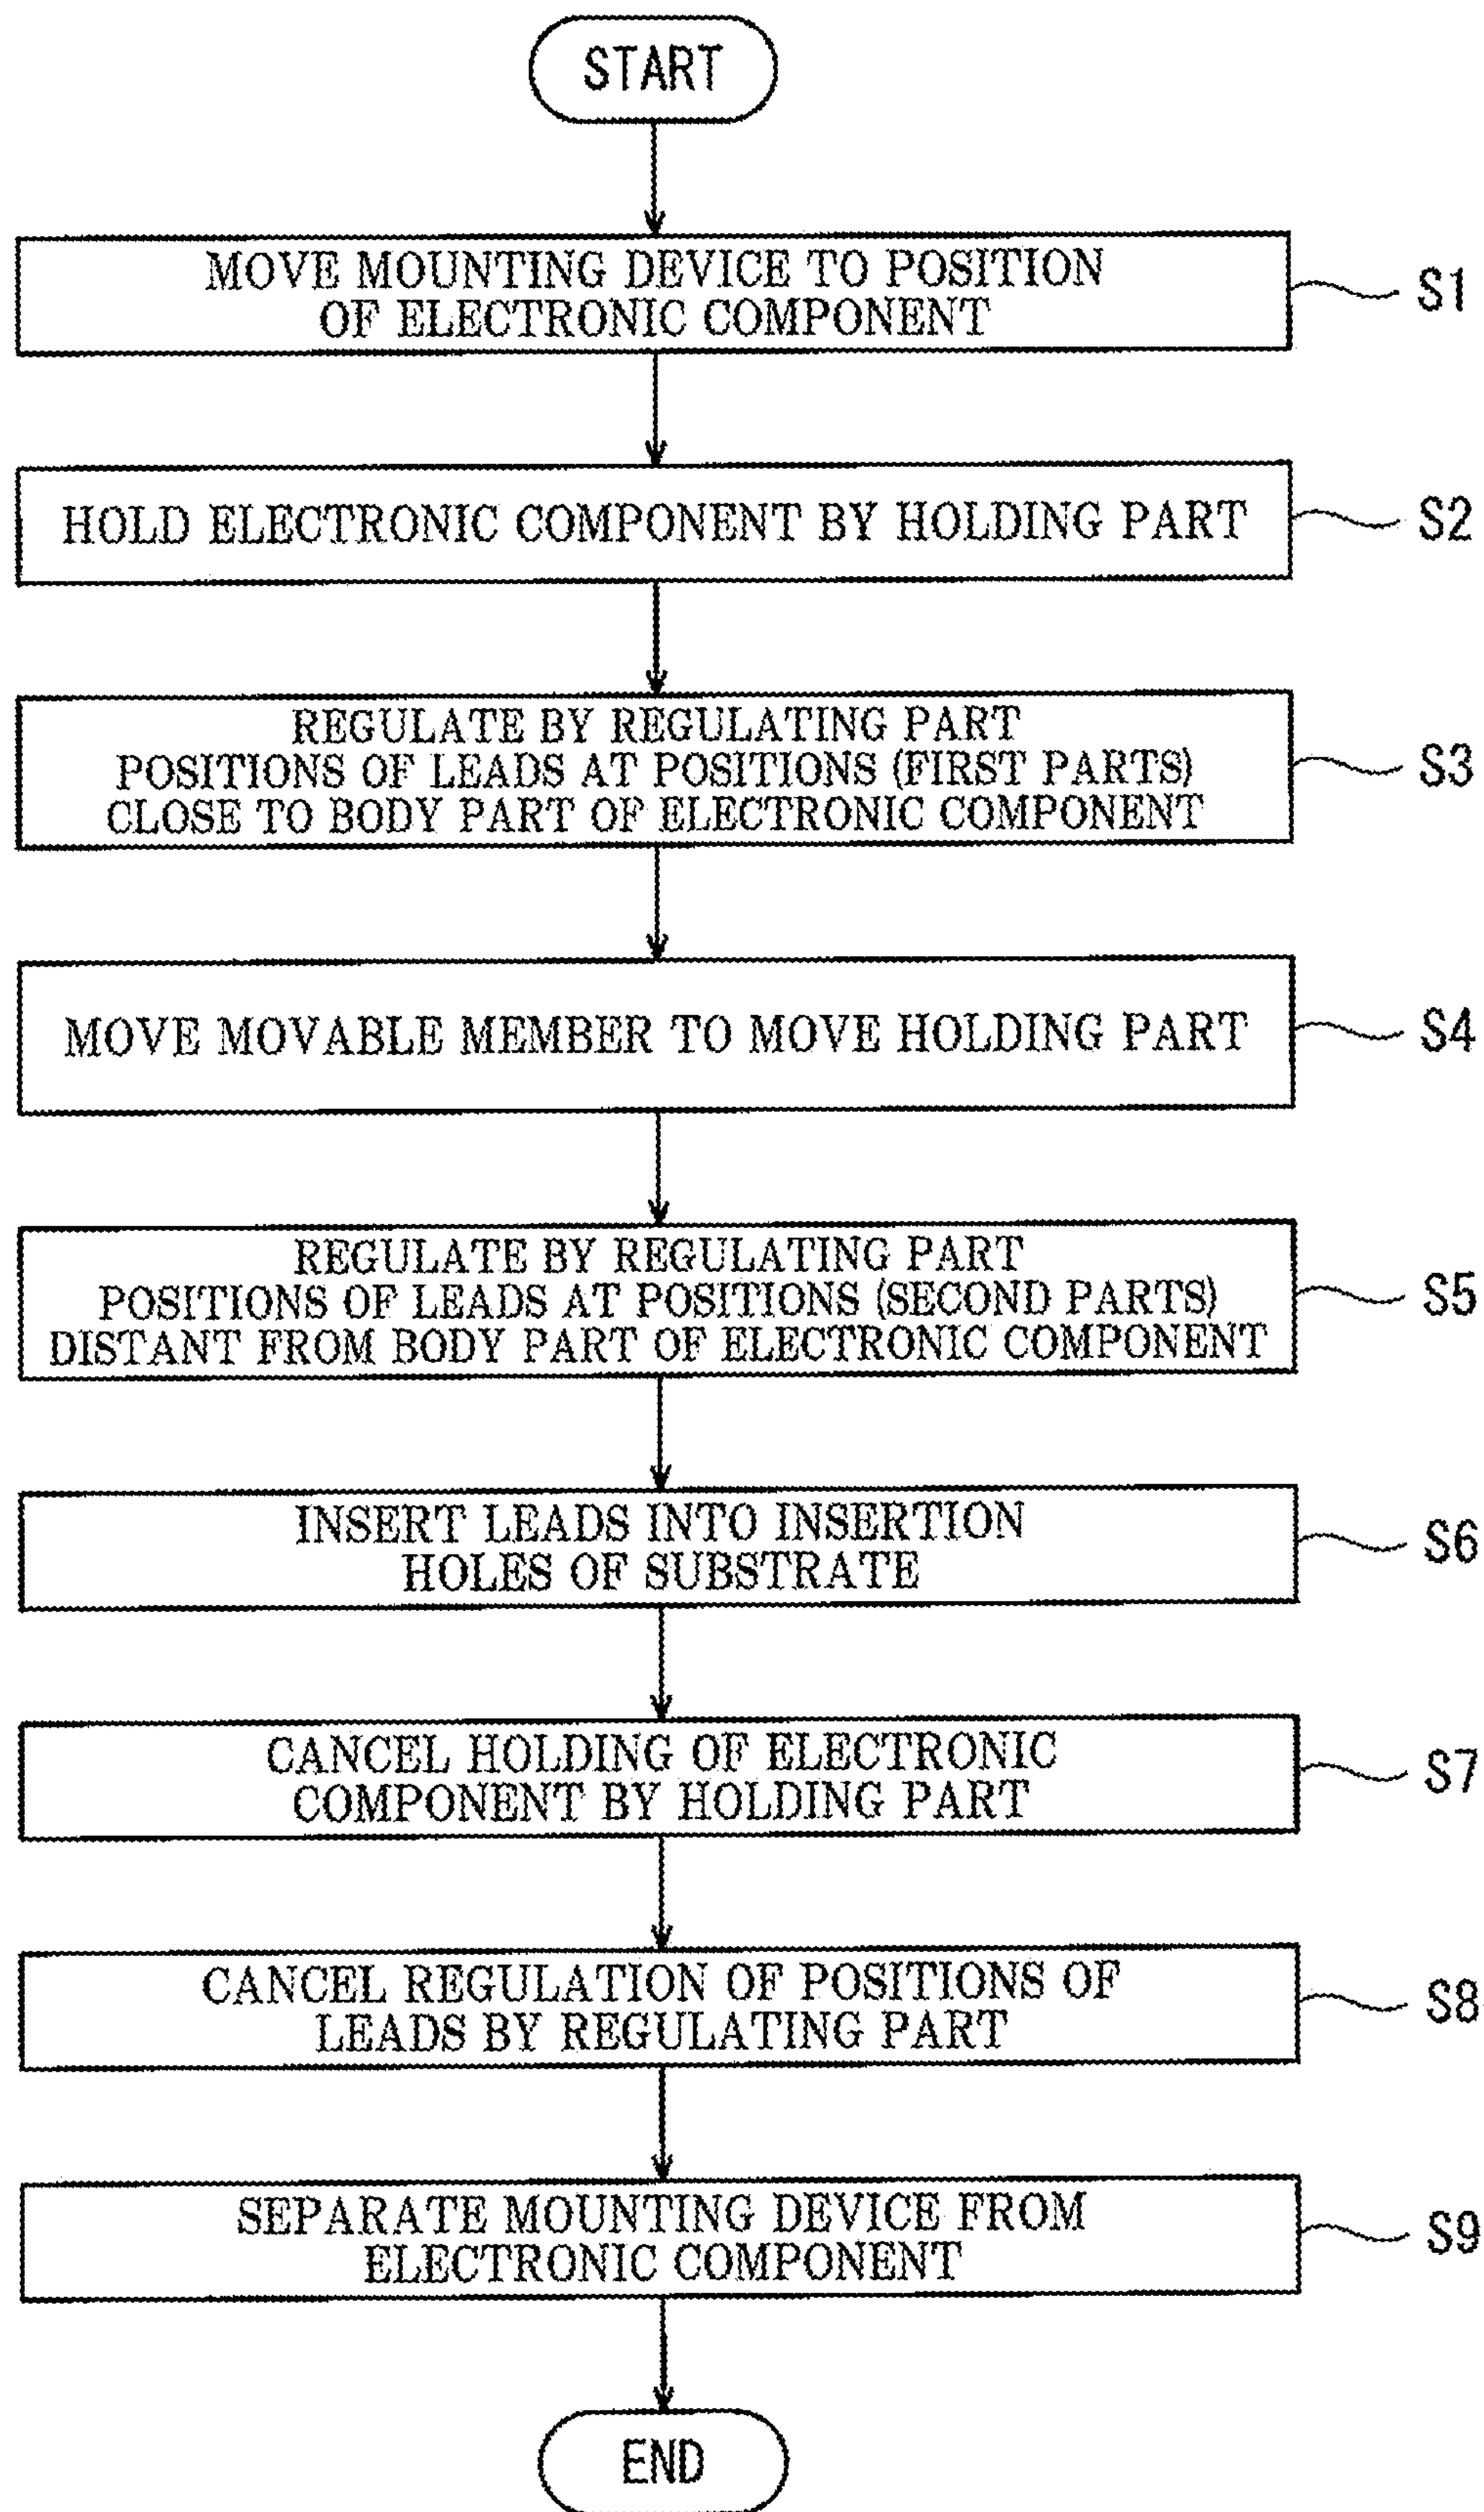 START
MOVE MOUNTING DEVICE TO POSITION
OF ELECTRONIC COMPONENT
S1
HOLD ELECTRONIC COMPONENT BY HOLDING PART
S2
REGULATE BY REGULATING PART
POSITIONS OF LEADS AT POSITIONS (FIRST PARTS)
CLOSE TO BODY PART OF ELECTRONIC COMPONENT
S3
MOVE MOVABLE MEMBER TO MOVE HOLDING PART
S4
REGULATE BY REGULATING PART
POSITIONS OF LEADS AT POSITIONS (SECOND PARTS)
DISTANT FROM BODY PART OF ELECTRONIC COMPONENT
S5
INSERT LEADS INTO INSERTION
HOLES OF SUBSTRATE
S6
CANCEL HOLDING OF ELECTRONIC
COMPONENT BY HOLDING PART
S7
CANCEL REGULATION OF POSITIONS OF
LEADS BY REGULATING PART
S8
SEPARATE MOUNTING DEVICE FROM
ELECTRONIC COMPONENT
S9
END